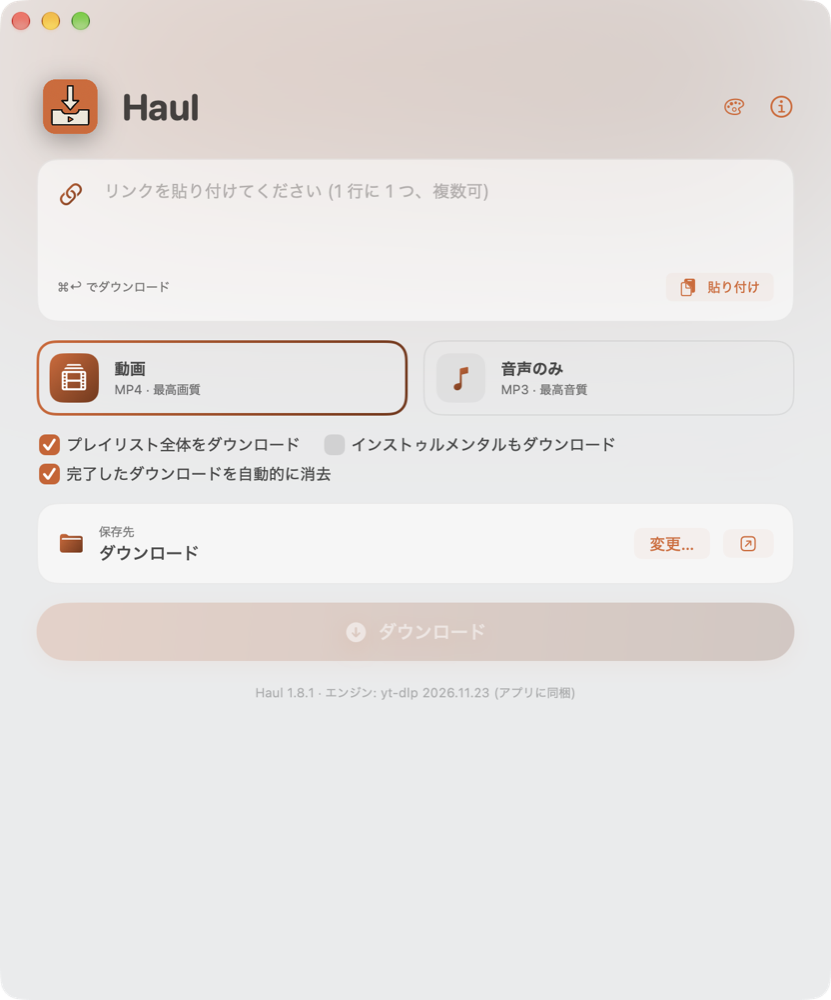 Haul
リンクを貼り付けてください (1 行に 1 つ、複数可)
⌘↩ でダウンロード
貼り付け
動画
MP4 · 最高画質
音声のみ
MP3 · 最高音質
プレイリスト全体をダウンロード
インストゥルメンタルもダウンロード
完了したダウンロードを自動的に消去
保存先
ダウンロード
変更...
ダウンロード
Haul 1.8.1 · エンジン: yt-dlp 2026.11.23 (アプリに同梱)